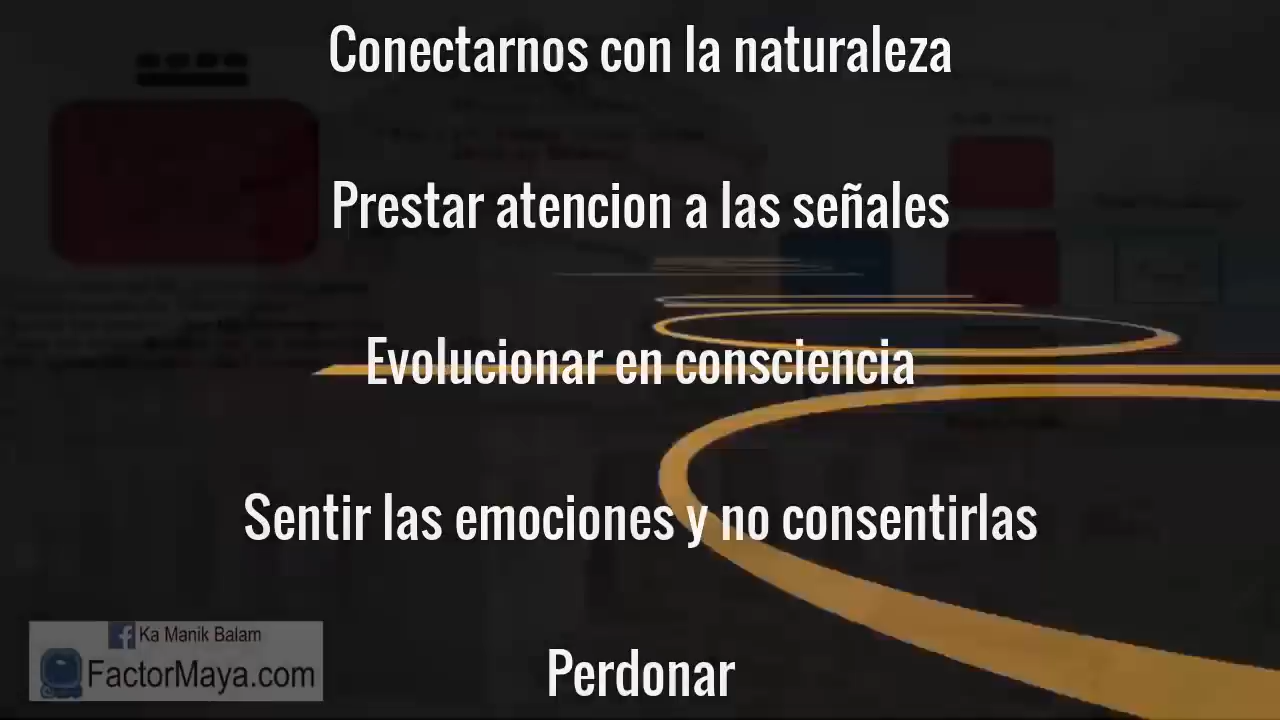 Conectarnos con la naturaleza
Prestar atencion a las señales
Evolucionar en consciencia
Sentir las emociones y no consentirlas
Perdonar
Ka Manik Balam
FactorMaya.com